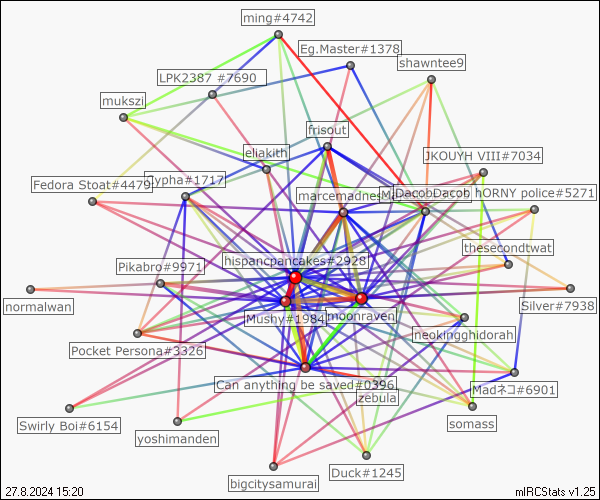 ming#4742
Eg.Master#1378
shawntee9
LPK2387 #7690
mukszi
frisout
eliakith
JKOUYH VIII#7034
Fedora Stoat#4479
Zypha#1717
marcemadness
DacobDacob
hORNY police#5271
thesecondtwat
hispancpancakes#2928
Pikabro#9971
normalwan
Silver#7938
Mushy#1984
moonraven
neokingghidorah
Pocket Persona#3326
Can anything be saved#0396
Madネコ#6901
zebula
Swirly Boi#6154
somass
yoshimanden
Duck#1245
bigcitysamurai
27.8.2024 15:20
mIRCStats v1.25